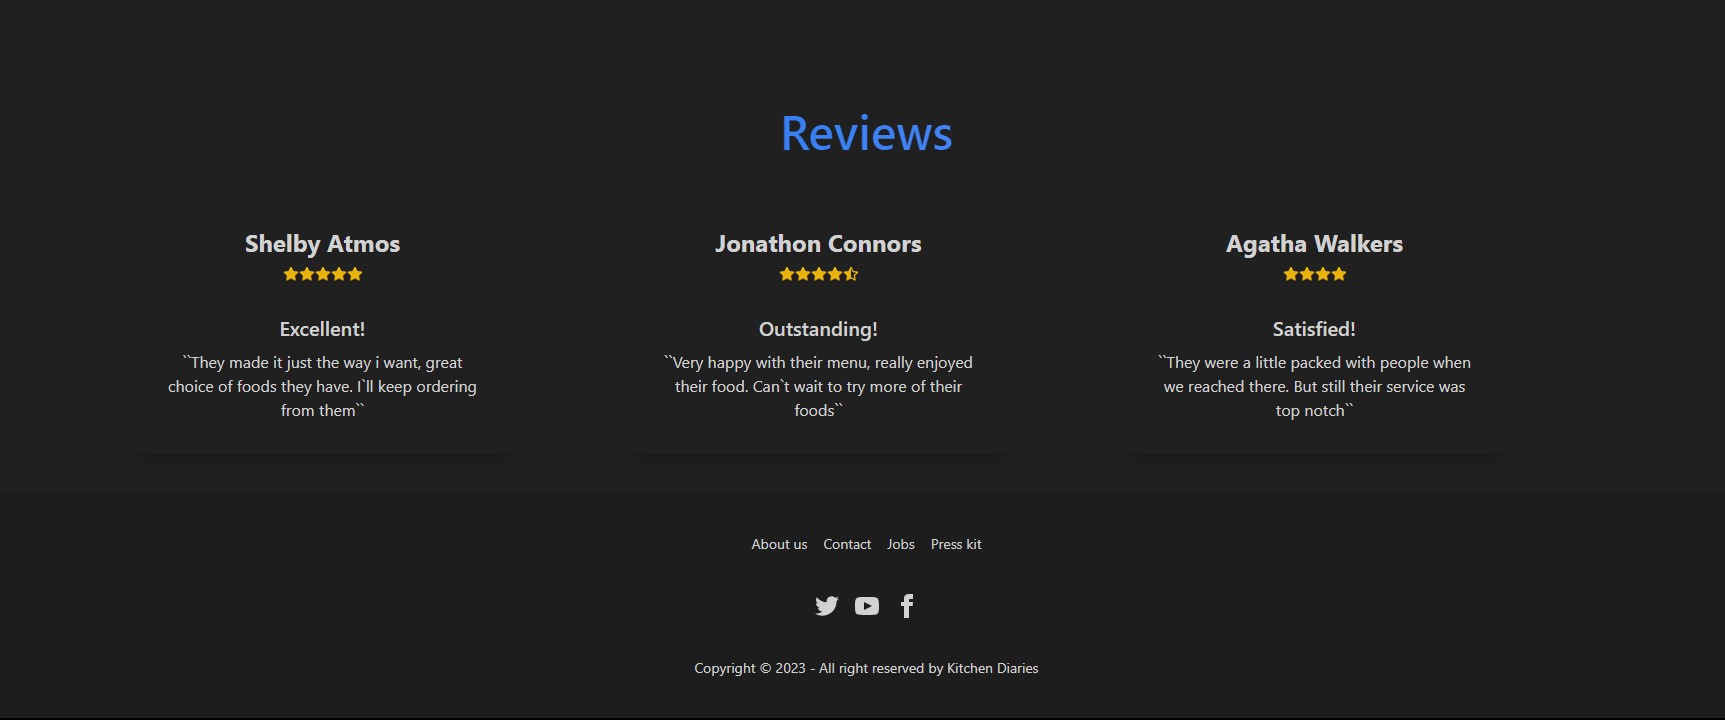 Reviews
Shelby Atmos
Excellent!
``They made it just the way i want, great
choice of foods they have. I`ll keep ordering
from them``
Jonathon Connors
Outstanding!
``Very happy with their menu, really enjoyed
their food. Can`t wait to try more of their
foods``
Agatha Walkers
Satisfied!
``They were a little packed with people when
we reached there. But still their service was
top notch``
About us Contact Jobs Press kit
Copyright © 2023 - All right reserved by Kitchen Diaries